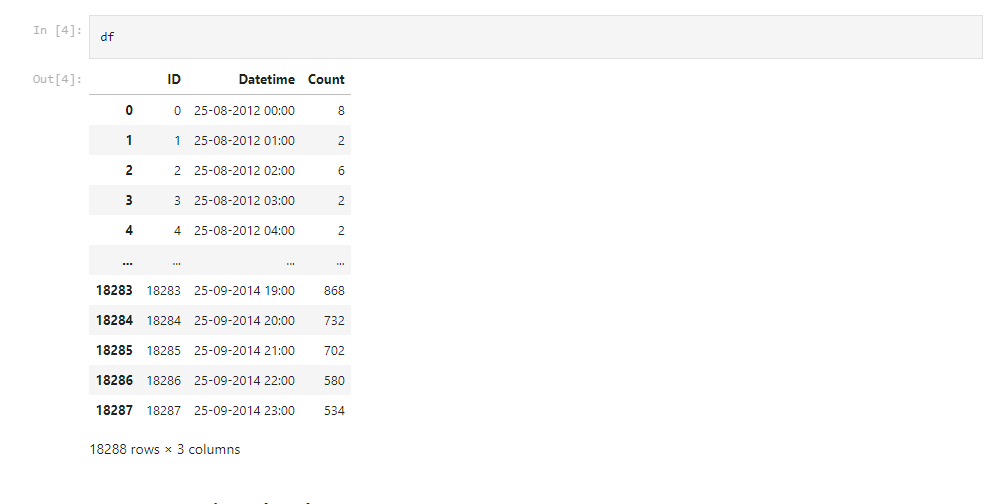 In [4]: df
Out[4]:
ID Datetime Count
0 0 25-08-2012 00:00 8
1 1 25-08-2012 01:00 2
2 2 25-08-2012 02:00 6
3 3 25-08-2012 03:00 2
4 4 25-08-2012 04:00 2
... ... ... ...
18283 18283 25-09-2014 19:00 868
18284 18284 25-09-2014 20:00 732
18285 18285 25-09-2014 21:00 702
18286 18286 25-09-2014 22:00 580
18287 18287 25-09-2014 23:00 534
18288 rows × 3 columns